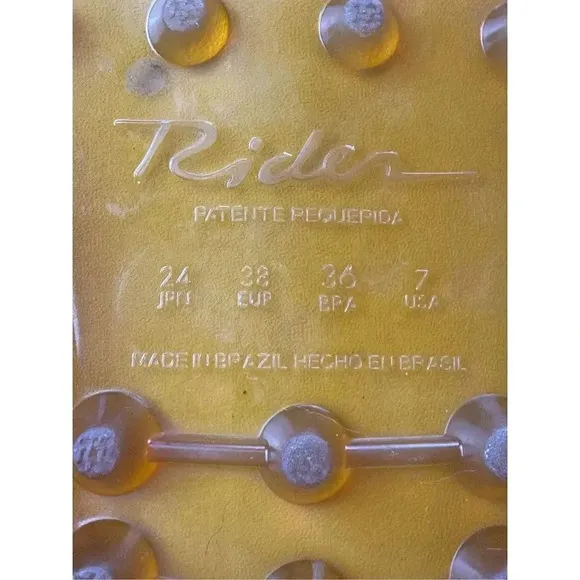 Rider
PATENTE REQUERIDA
24 38 36 7
JPN EUR BRA USA
MADE IN BRAZIL HECHO EN BRASIL